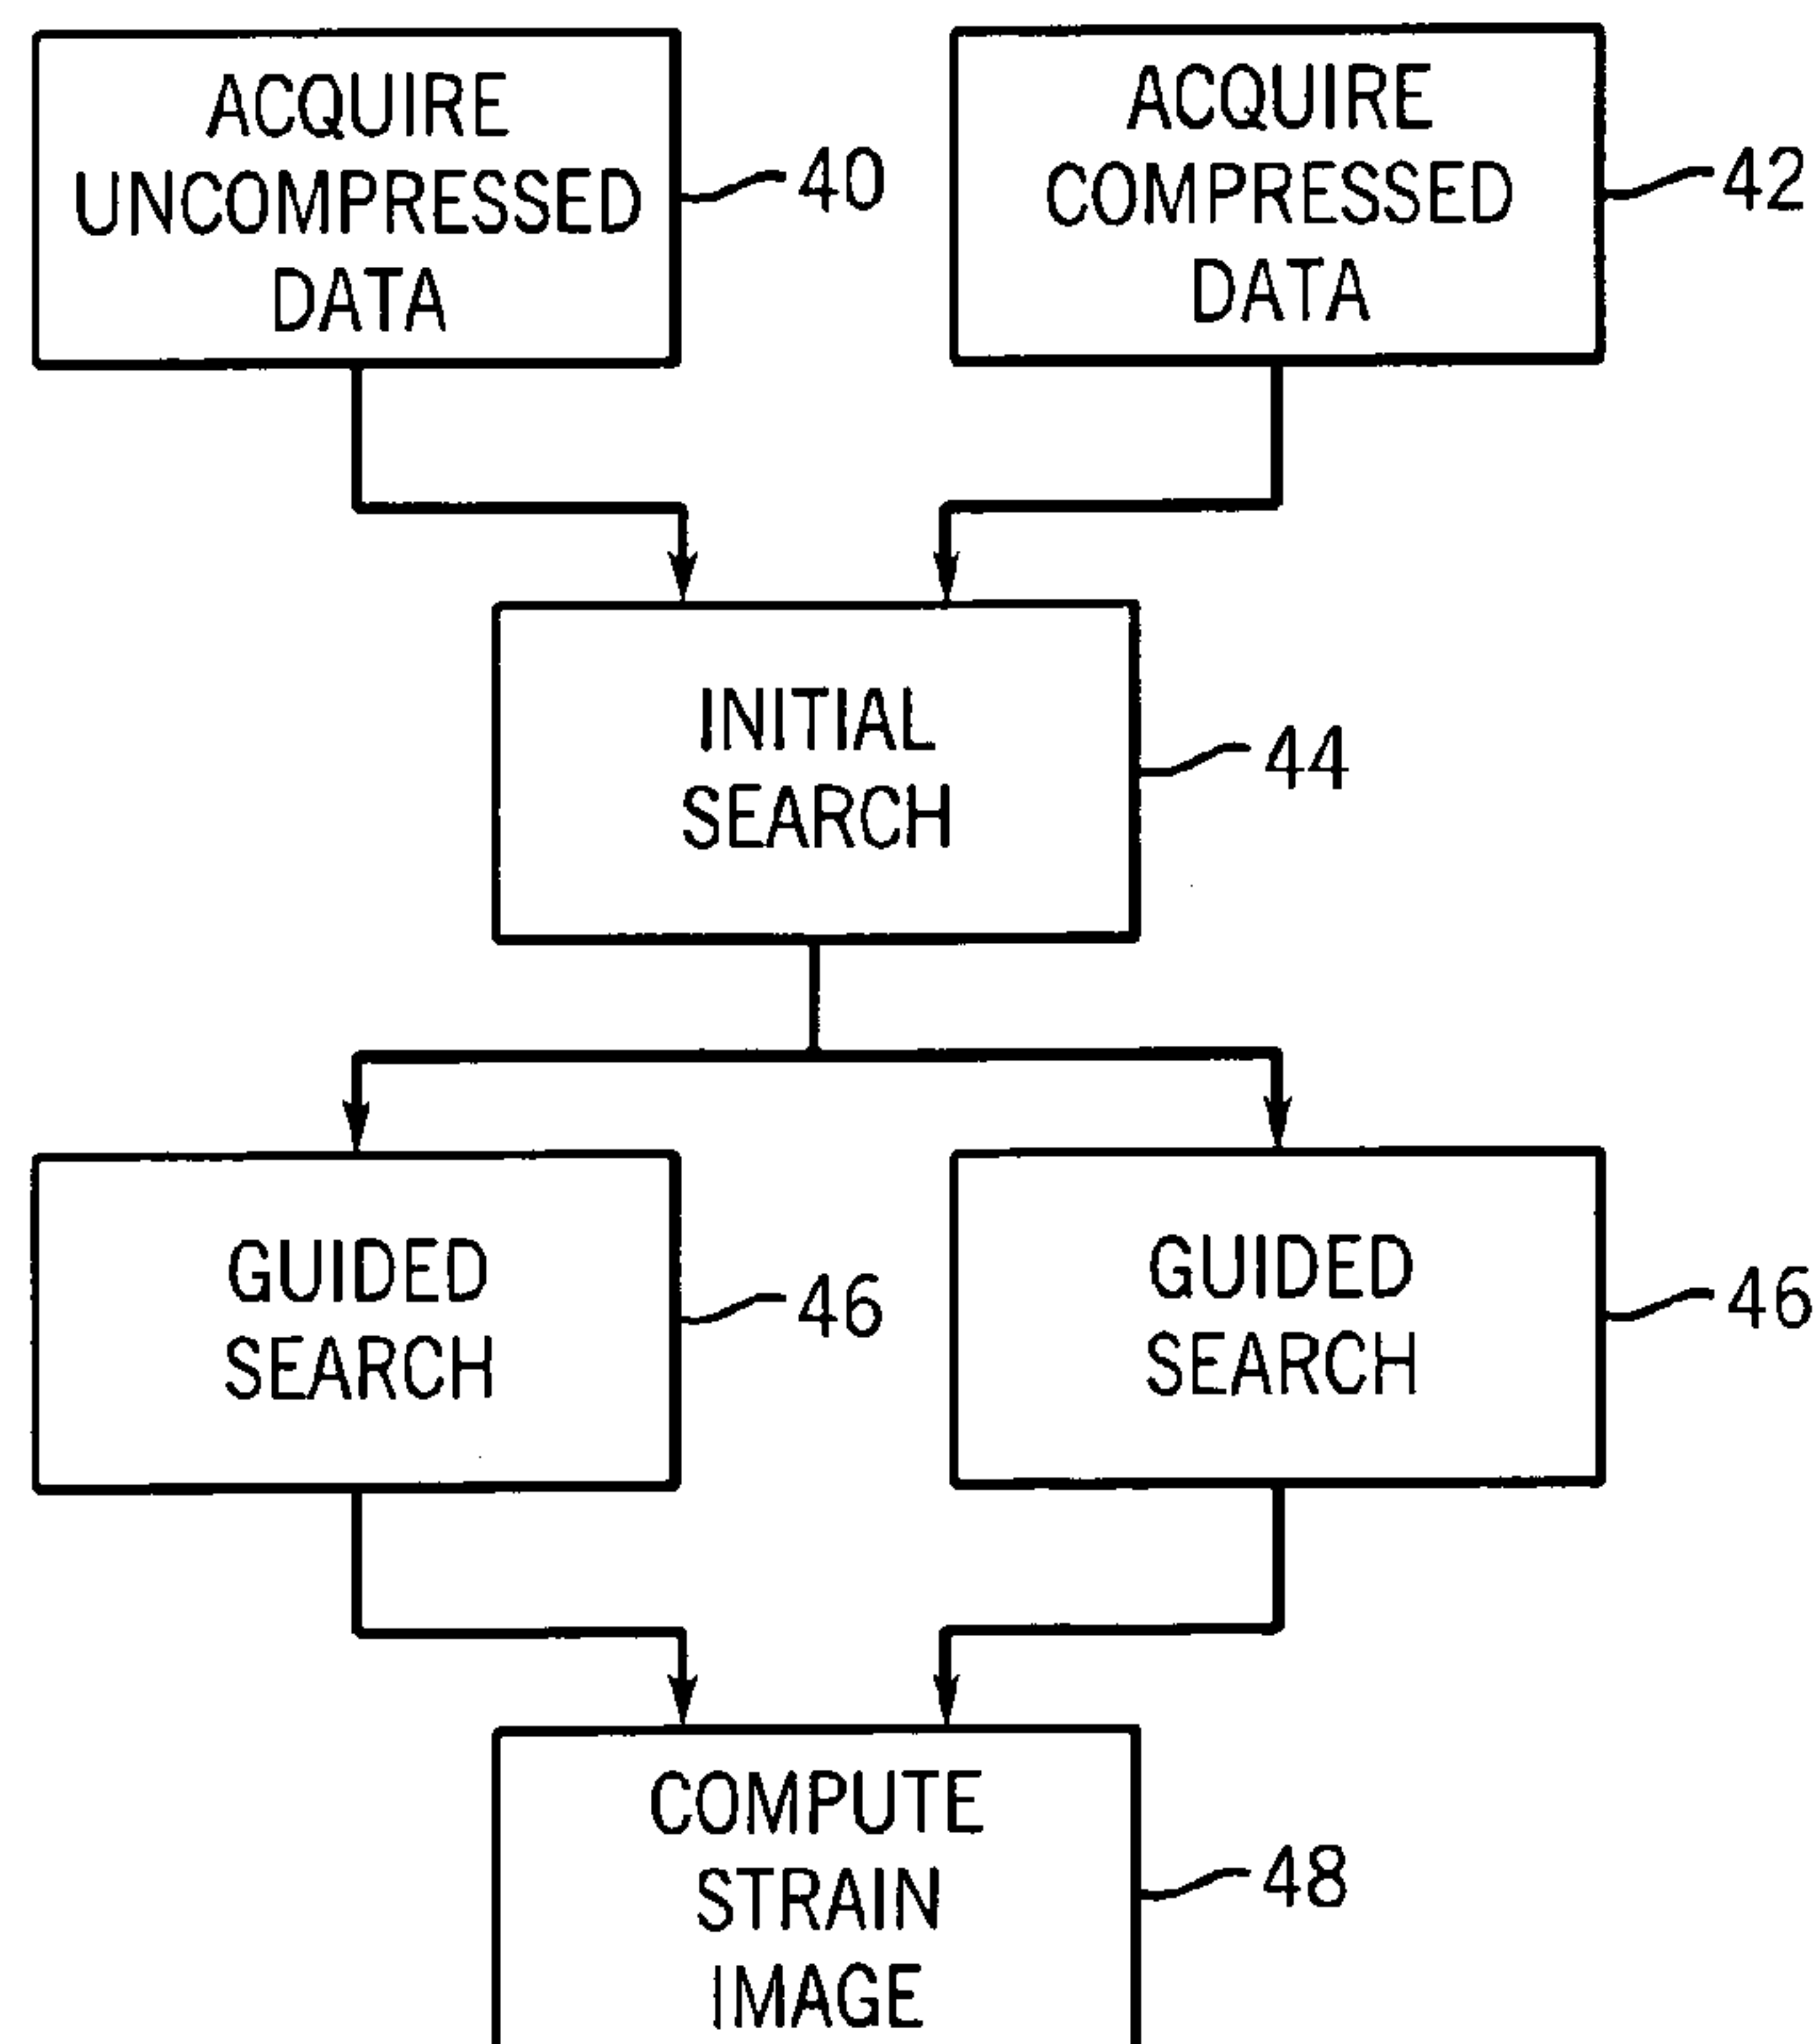 ACQUIRE
UNCOMPRESSED
DATA
40
ACQUIRE
COMPRESSED
DATA
42
INITIAL
SEARCH
44
GUIDED
SEARCH
46
GUIDED
SEARCH
46
COMPUTE
STRAIN
IMAGE
48